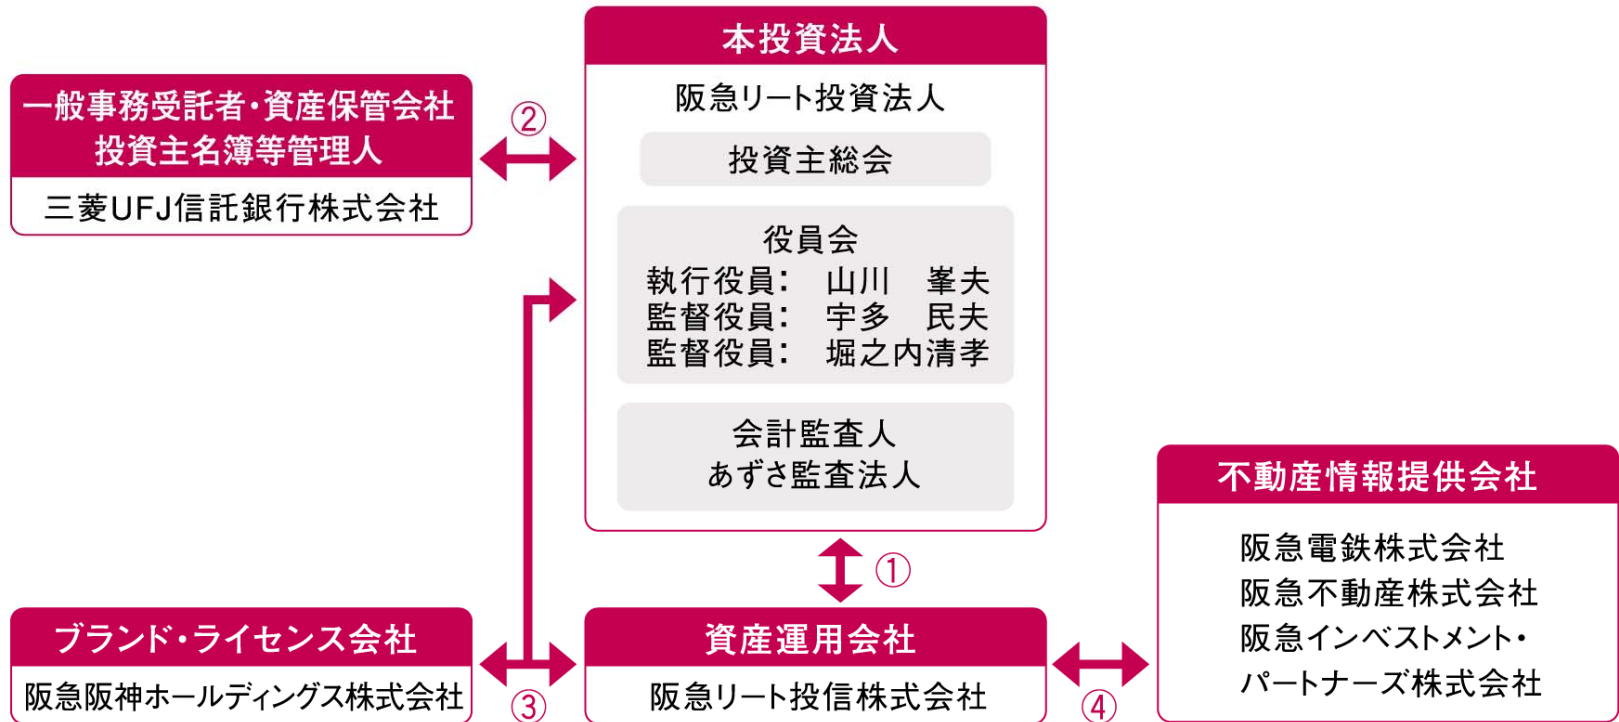 本投資法人
阪急リート投資法人
投資主総会
役員会
執行役員： 山川　峯夫
監督役員： 宇多　民夫
監督役員： 堀之内清孝
会計監査人
あずさ監査法人
一般事務受託者・資産保管会社
投資主名簿等管理人
三菱UFJ信託銀行株式会社
②
①
不動産情報提供会社
阪急電鉄株式会社
阪急不動産株式会社
阪急インベストメント・
パートナーズ株式会社
ブランド・ライセンス会社
阪急阪神ホールディングス株式会社
③
資産運用会社
阪急リート投信株式会社
④